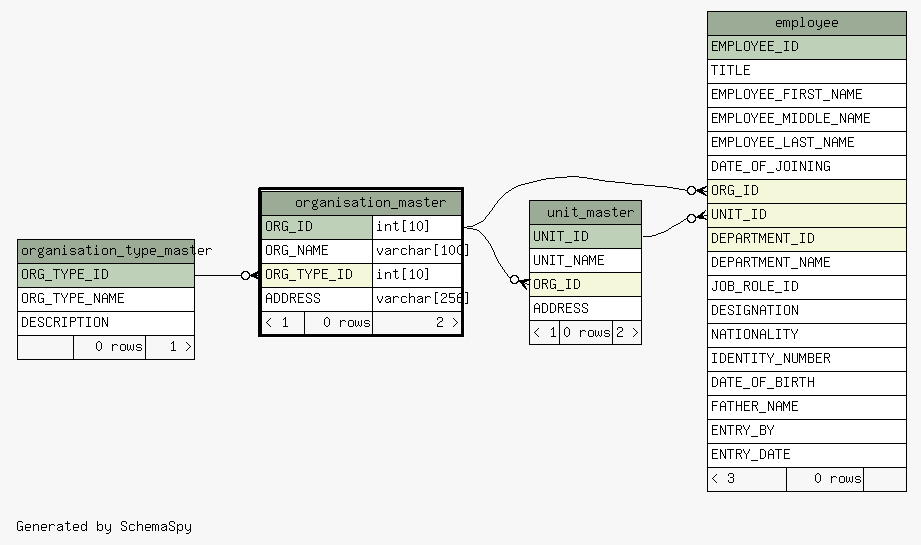 employee
EMPLOYEE_ID
TITLE
EMPLOYEE_FIRST_NAME
EMPLOYEE_MIDDLE_NAME
EMPLOYEE_LAST_NAME
DATE_OF_JOINING
ORG_ID
UNIT_ID
DEPARTMENT_ID
DEPARTMENT_NAME
JOB_ROLE_ID
DESIGNATION
NATIONALITY
IDENTITY_NUMBER
DATE_OF_BIRTH
FATHER_NAME
ENTRY_BY
ENTRY_DATE
< 3 0 rows
organisation_master
ORG_ID int[10]
ORG_NAME varchar[100]
ORG_TYPE_ID int[10]
ADDRESS varchar[256]
< 1 0 rows 2 >
unit_master
UNIT_ID
UNIT_NAME
ORG_ID
ADDRESS
< 1 0 rows 2 >
organisation_type_master
ORG_TYPE_ID
ORG_TYPE_NAME
DESCRIPTION
0 rows 1 >
Generated by SchemaSpy